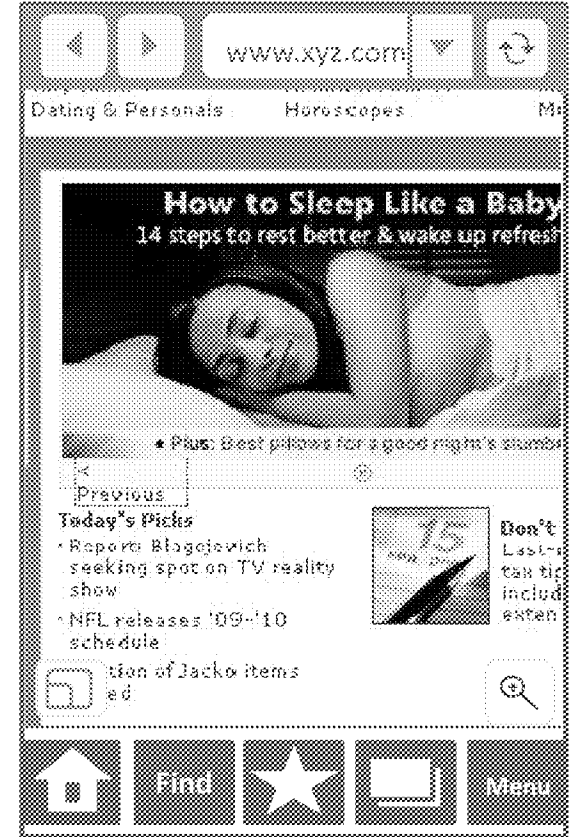 www.xyz.com
Dating & Personals Horoscopes
How to Sleep Like a Baby
14 steps to rest better & wake up refresh
• Plus: Best pillows for a good night's slumbe
<
Previous
Today's Picks
• Report: Blagojevich
seeking spot on TV reality
show
• NFL releases '09-'10
schedule
tion of Jacko items
ed
15
Don't
Last-
tax tip
includ
exten
Find
Menu